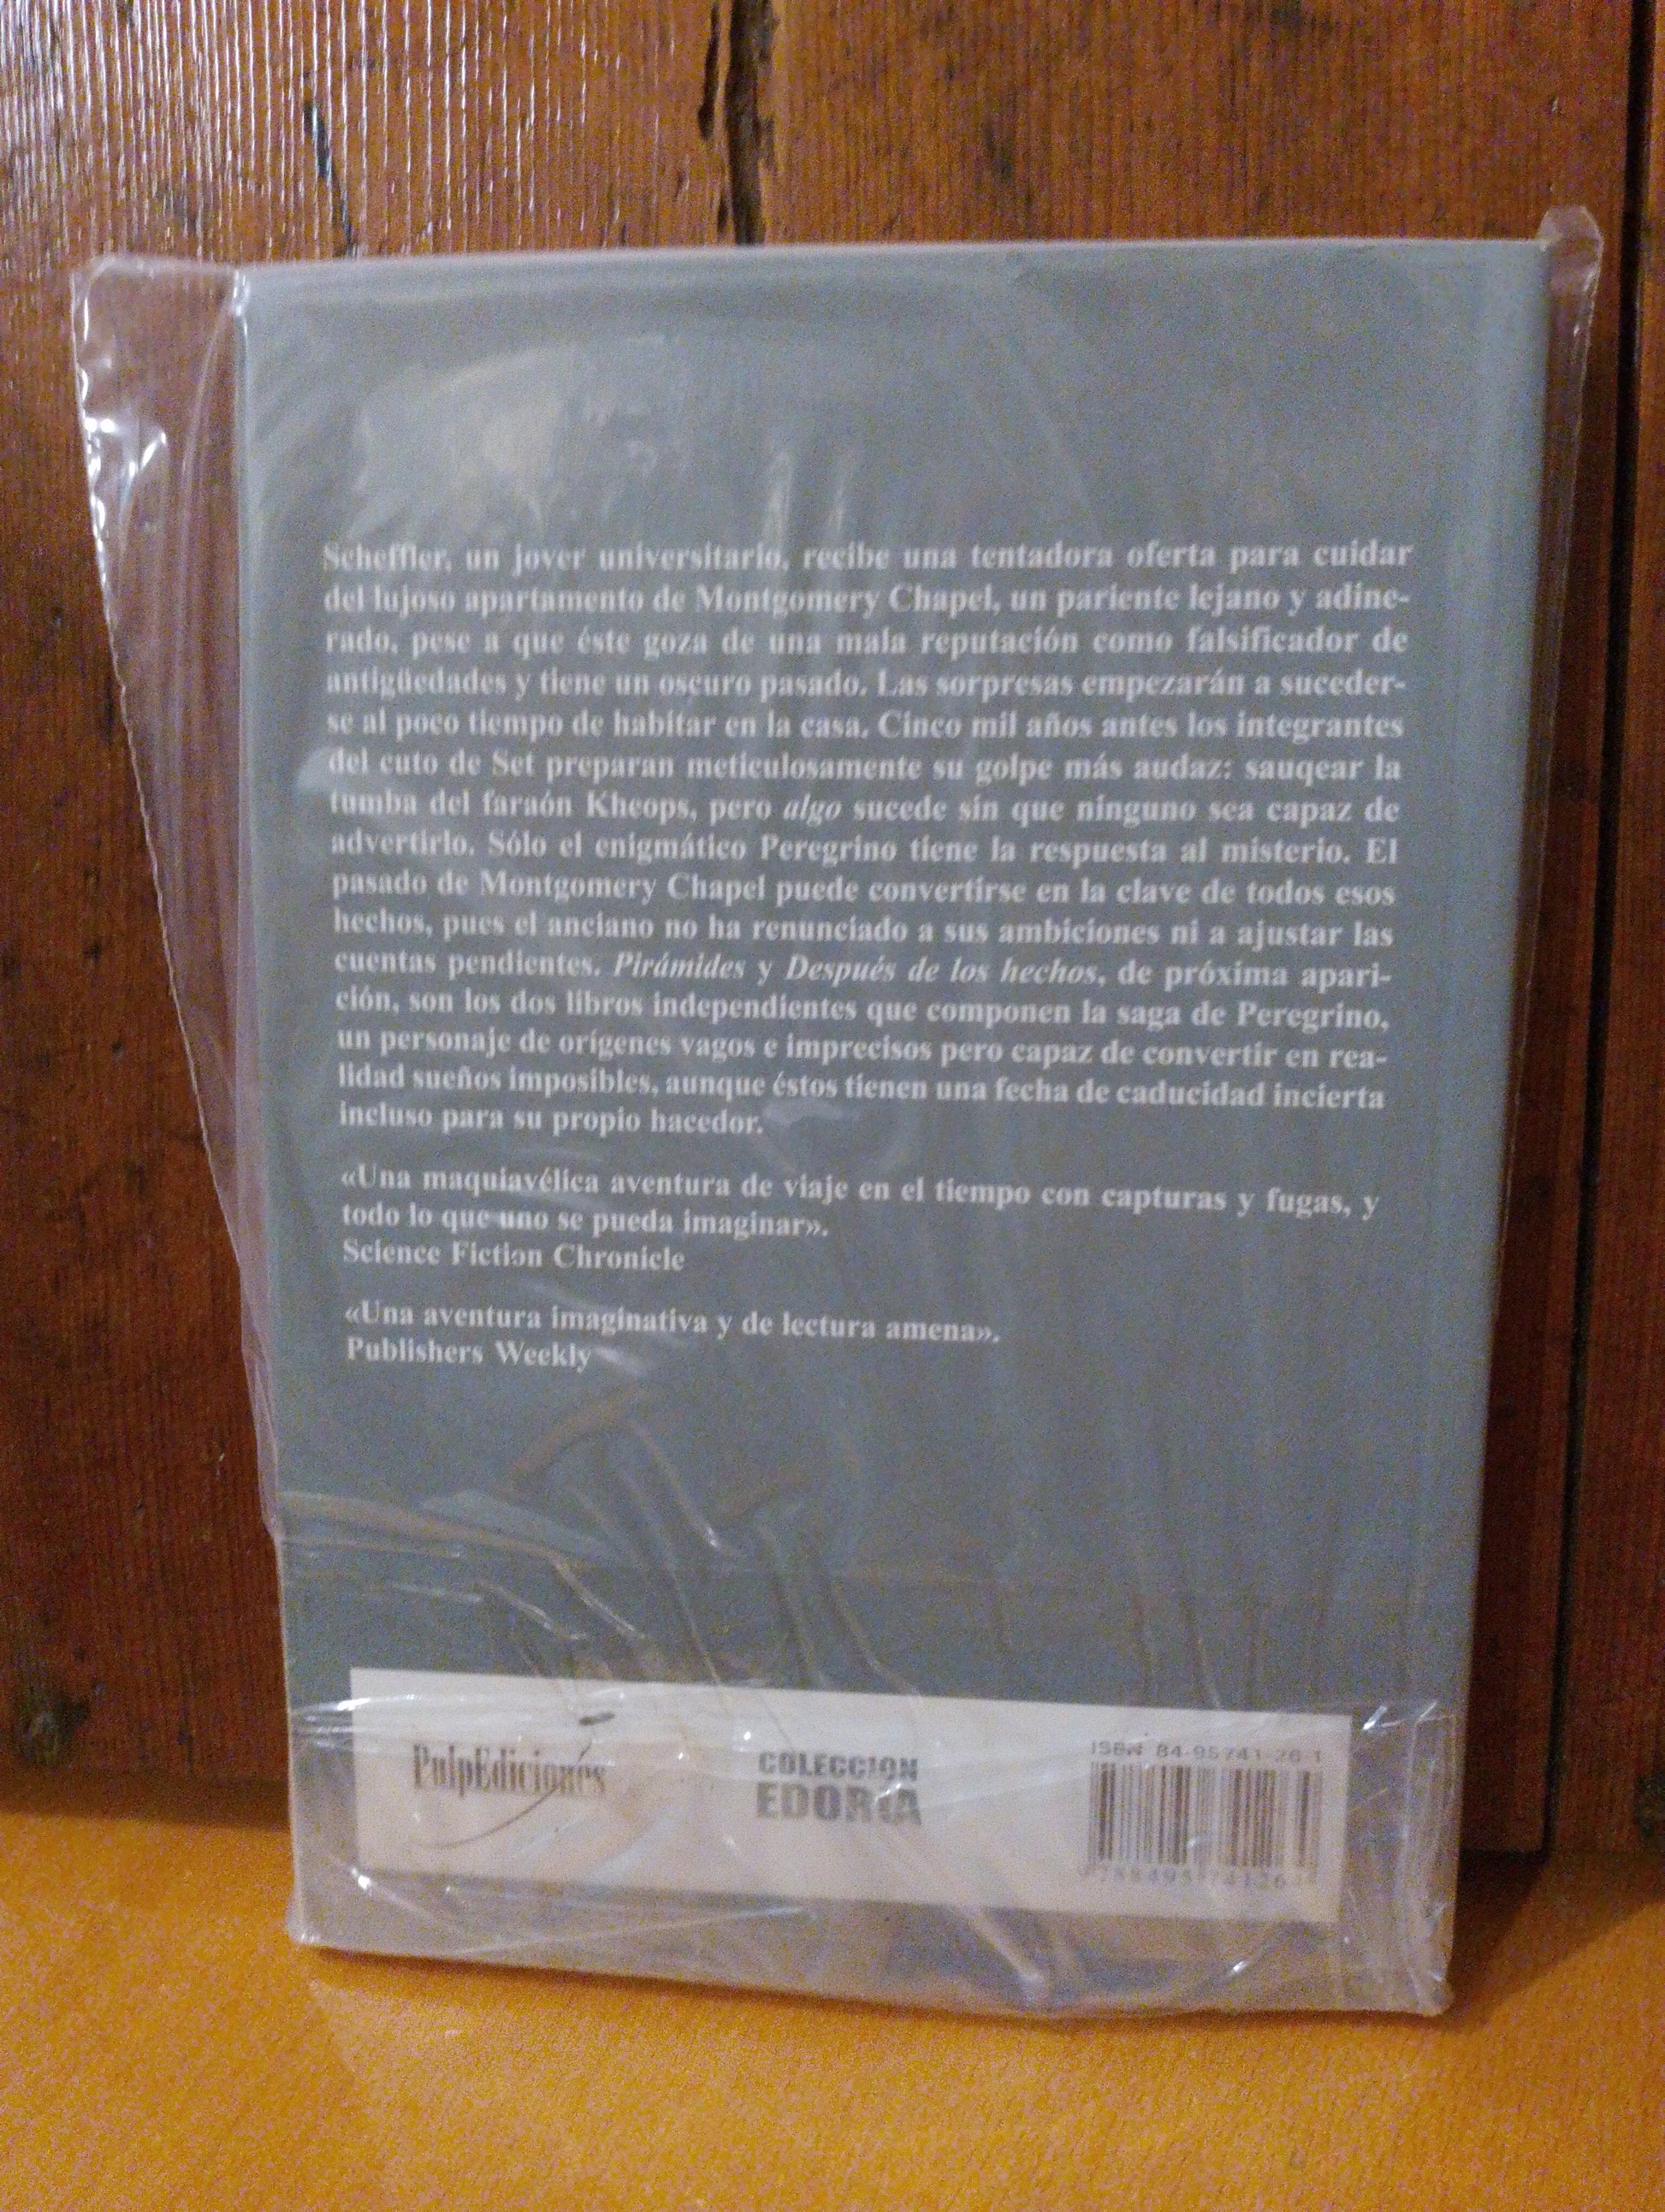 Scheffler, un jover universitario, recibe una tentadora oferta para cuidar
del lujoso apartamento de Montgomery Chapel, un pariente lejano y adine-
rado, pese a que éste goza de una mala reputación como falsificador de
antigüedades y tiene un oscuro pasado. Las sorpresas empezarán a suceder-
se al poco tiempo de habitar en la casa. Cinco mil años antes los integrantes
del cuto de Set preparan meticulosamente su golpe más audaz: sauqear la
tumba del faraón Kheops, pero algo sucede sin que ninguno sea capaz de
advertirlo. Sólo el enigmático Peregrino tiene la respuesta al misterio. El
pasado de Montgomery Chapel puede convertirse en la clave de todos esos
hechos, pues el anciano no ha renunciado a sus ambiciones ni a ajustar las
cuentas pendientes. Pirámides y Después de los hechos, de próxima apari-
ción, son los dos libros independientes que componen la saga de Peregrino,
un personaje de orígenes vagos e imprecisos pero capaz de convertir en rea-
lidad sueños imposibles, aunque éstos tienen una fecha de caducidad incierta
incluso para su propio hacedor.
«Una maquiavélica aventura de viaje en el tiempo con capturas y fugas, y
todo lo que uno se pueda imaginar».
Science Fiction Chronicle
«Una aventura imaginativa y de lectura amena».
Publishers Weekly
PulpEdiciones
COLECCION
EDORIA
ISBN 84-95741-26 1